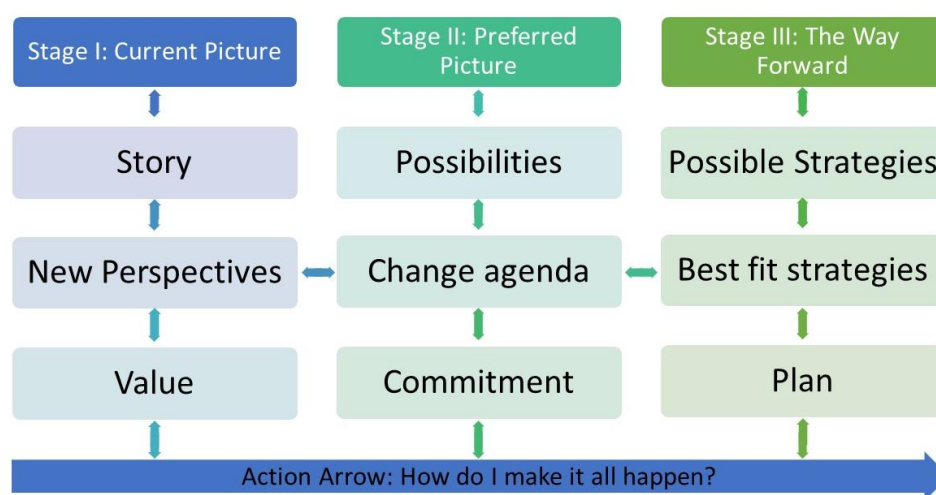 Stage I: Current Picture
Stage II: Preferred
Picture
Stage III: The Way
Forward
Story
Possibilities
Possible Strategies
New Perspectives
Change agenda
Best fit strategies
Value
Commitment
Plan
Action Arrow: How do I make it all happen?